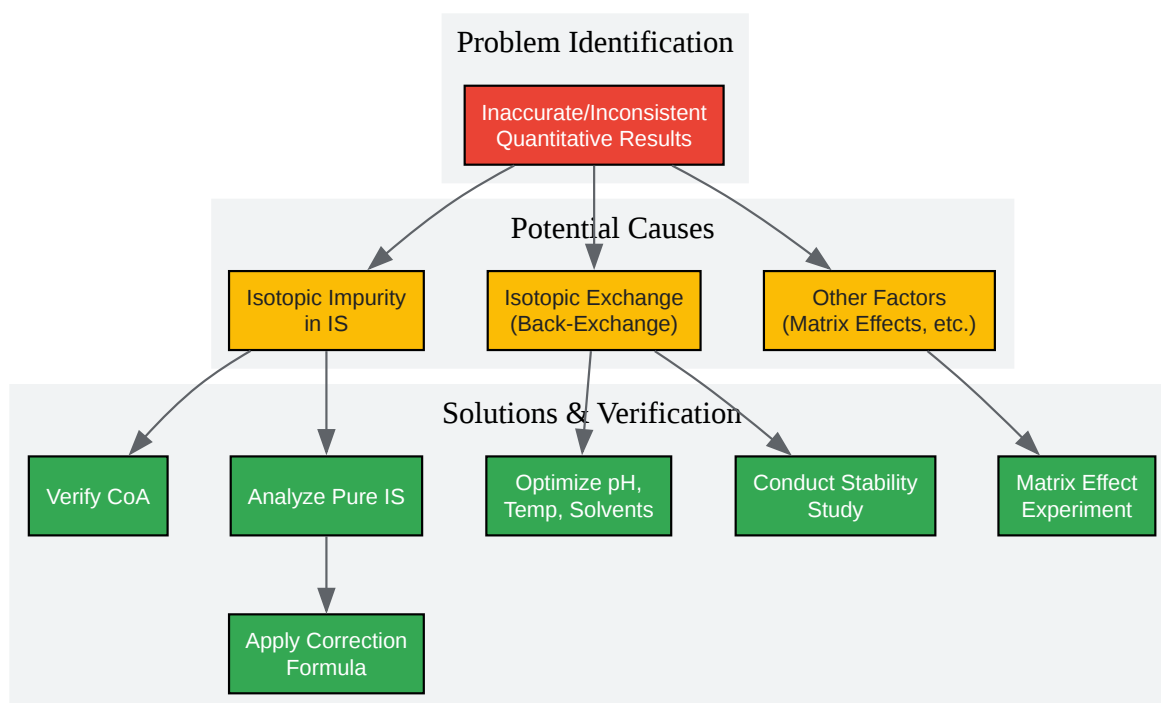 Problem Identification
Inaccurate/Inconsistent
Quantitative Results
Potential Causes
Isotopic Impurity
in IS
Isotopic Exchange
(Back-Exchange)
Other Factors
(Matrix Effects, etc.)
Solutions & Verification
Verify CoA
Analyze Pure IS
Optimize pH,
Temp, Solvents
Conduct Stability
Study
Matrix Effect
Experiment
Apply Correction
Formula